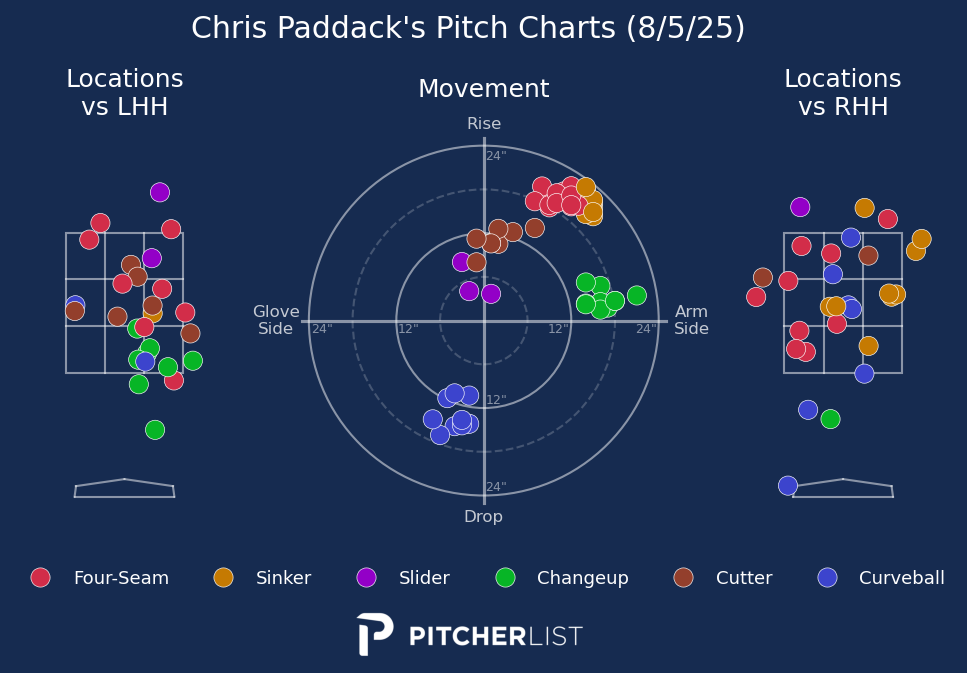 Chris Paddack's Pitch Charts (8/5/25)
Locations
vs LHH
Movement
Locations
vs RHH
Rise
24"
Glove
Side
24"
12"
12"
24"
Arm
Side
12"
24"
Drop
Four-Seam
Sinker
Slider
Changeup
Cutter
Curveball
PITCHERLIST